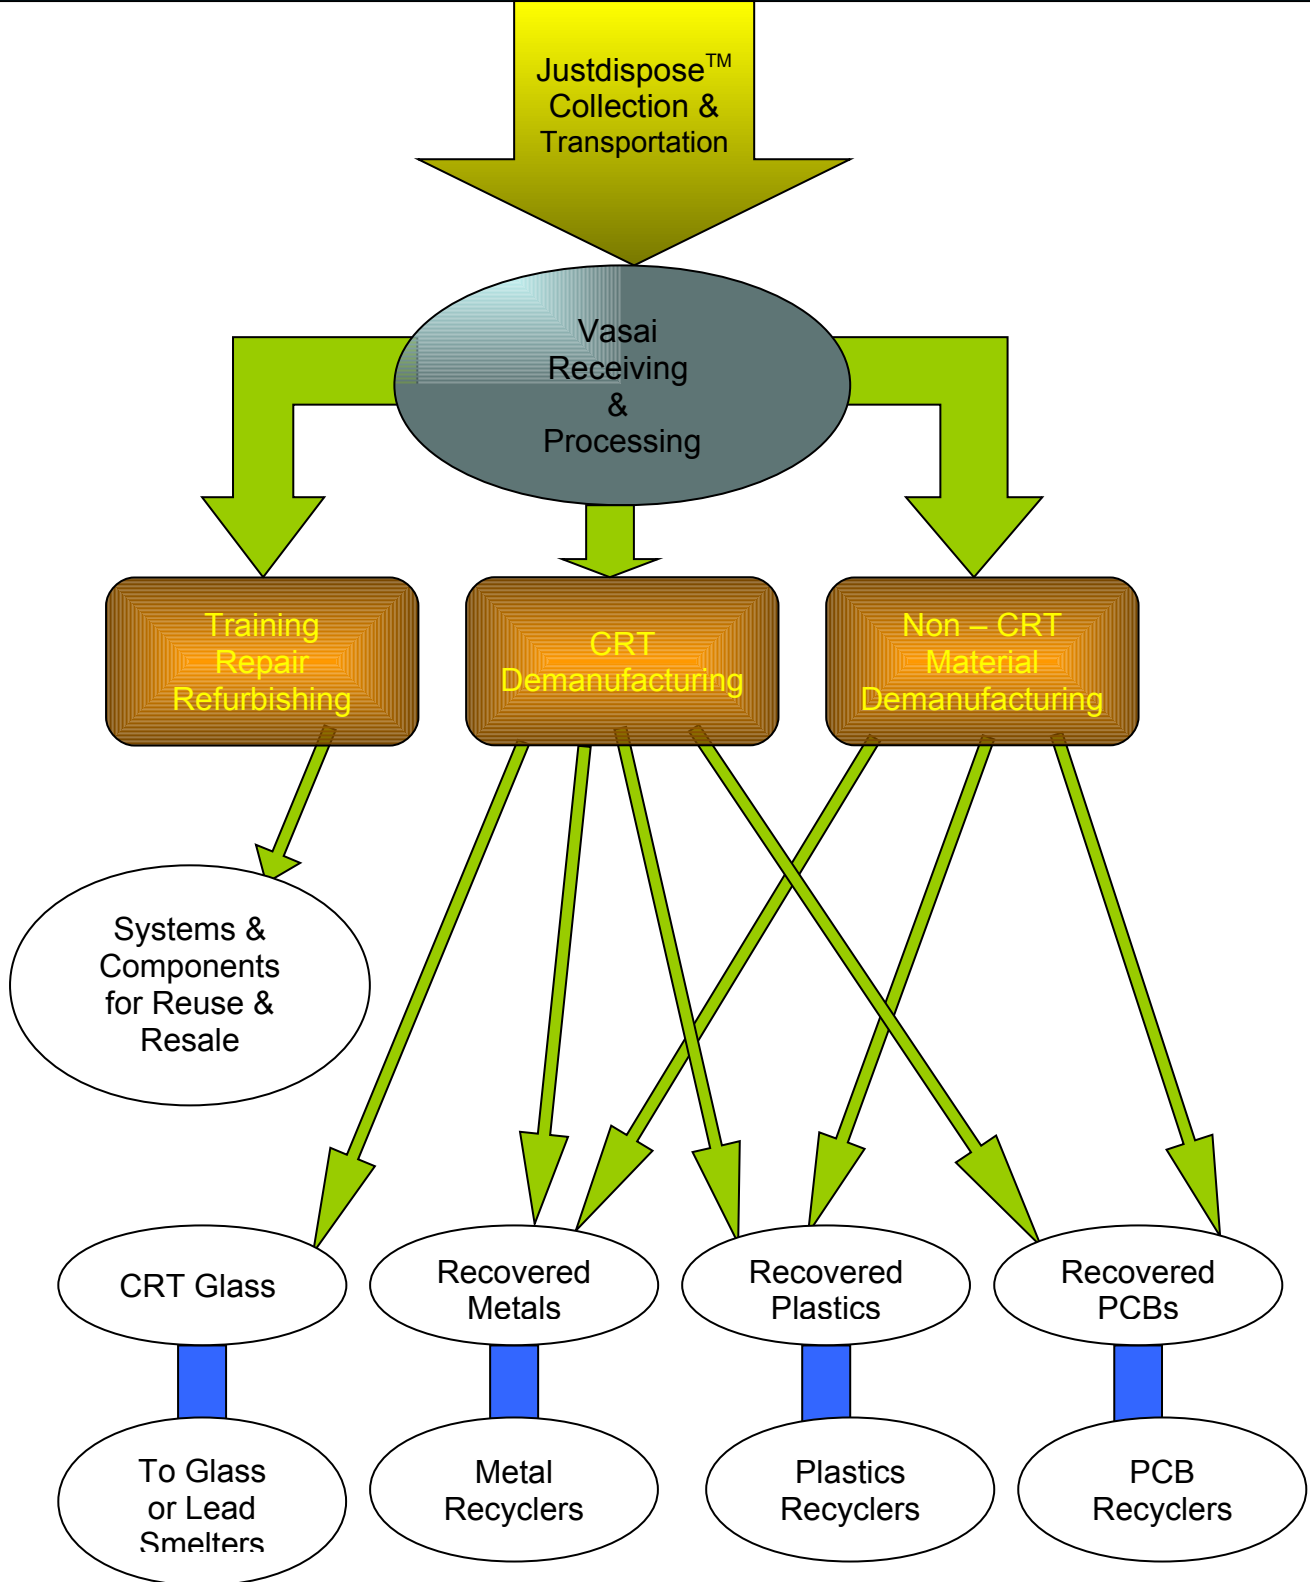 Justdispose™
Collection &
Transportation
Vasai
Receiving
&
Processing
Training
Repair
Refurbishing
CRT
Demanufacturing
Non – CRT
Material
Demanufacturing
Systems &
Components
for Reuse &
Resale
CRT Glass
Recovered
Metals
Recovered
Plastics
Recovered
PCBs
To Glass
or Lead
Smelters
Metal
Recyclers
Plastics
Recyclers
PCB
Recyclers